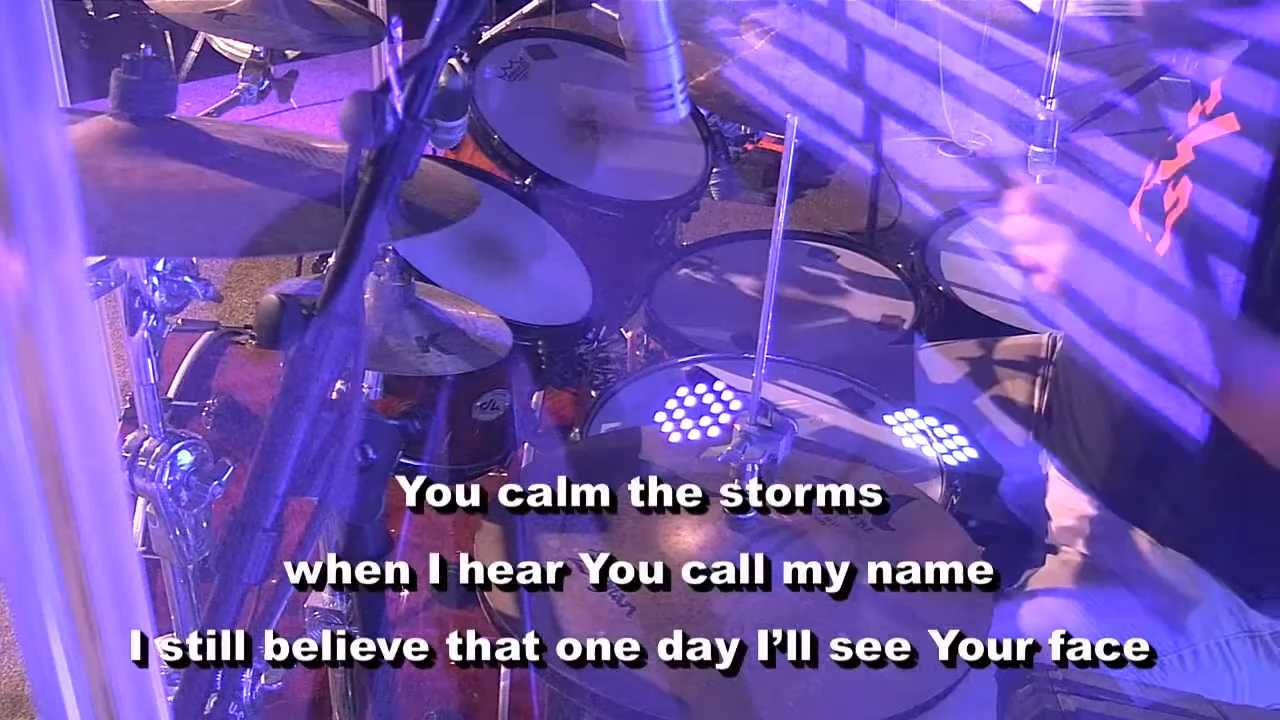 You calm the storms
when I hear You call my name
I still believe that one day I’ll see Your face
dw
K